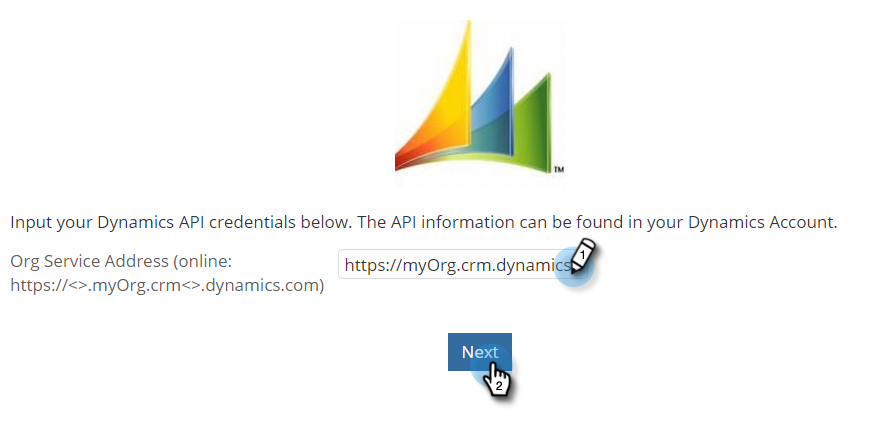 TM
Input your Dynamics API credentials below. The API information can be found in your Dynamics Account.
Org Service Address (online:
https://<>.myOrg.crm<>.dynamics.com)
https://myOrg.crm.dynamics
1
Next
2